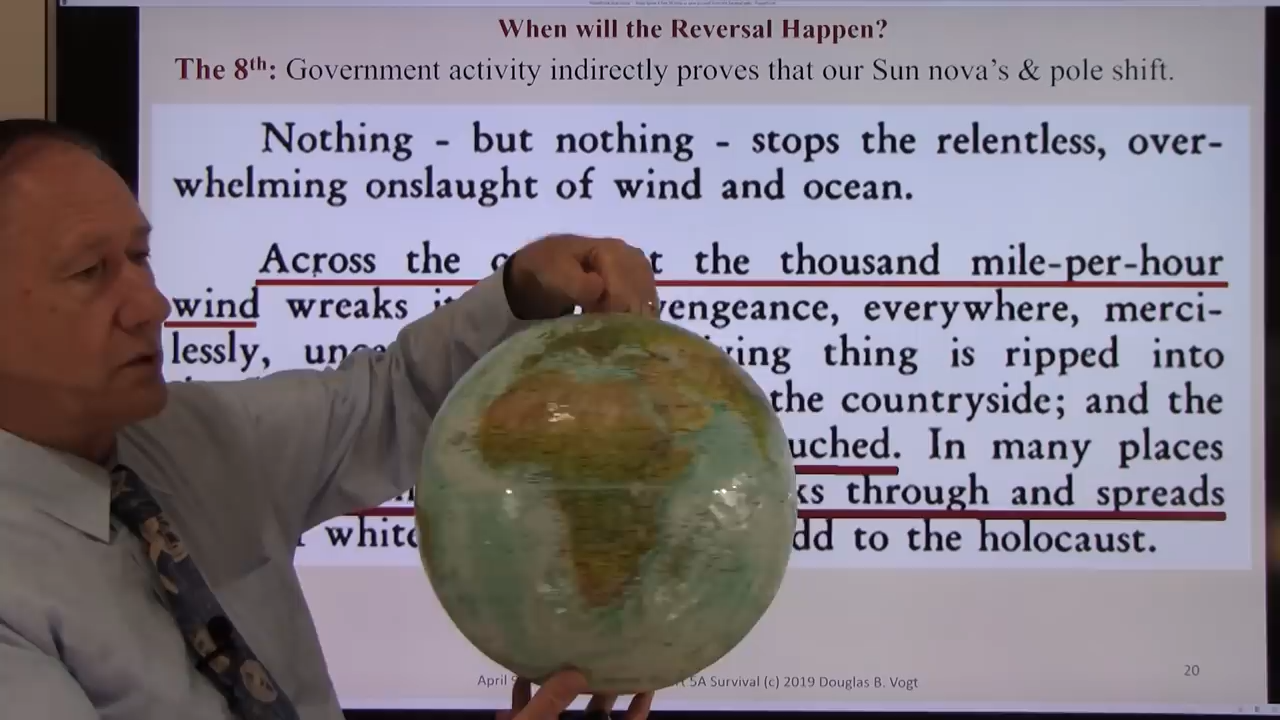 When will the Reversal Happen?
The 8th: Government activity indirectly proves that our Sun nova's & pole shift.
Nothing - but nothing - stops the relentless, over-
whelming onslaught of wind and ocean.
Across the the thousand mile-per-hour
wind wreaks vengeance, everywhere, merci-
lessly, thing is ripped into
the countryside; and the
In many places
through and spreads
to the holocaust.
April 5A Survival (c) 2019 Douglas B. Vogt
20